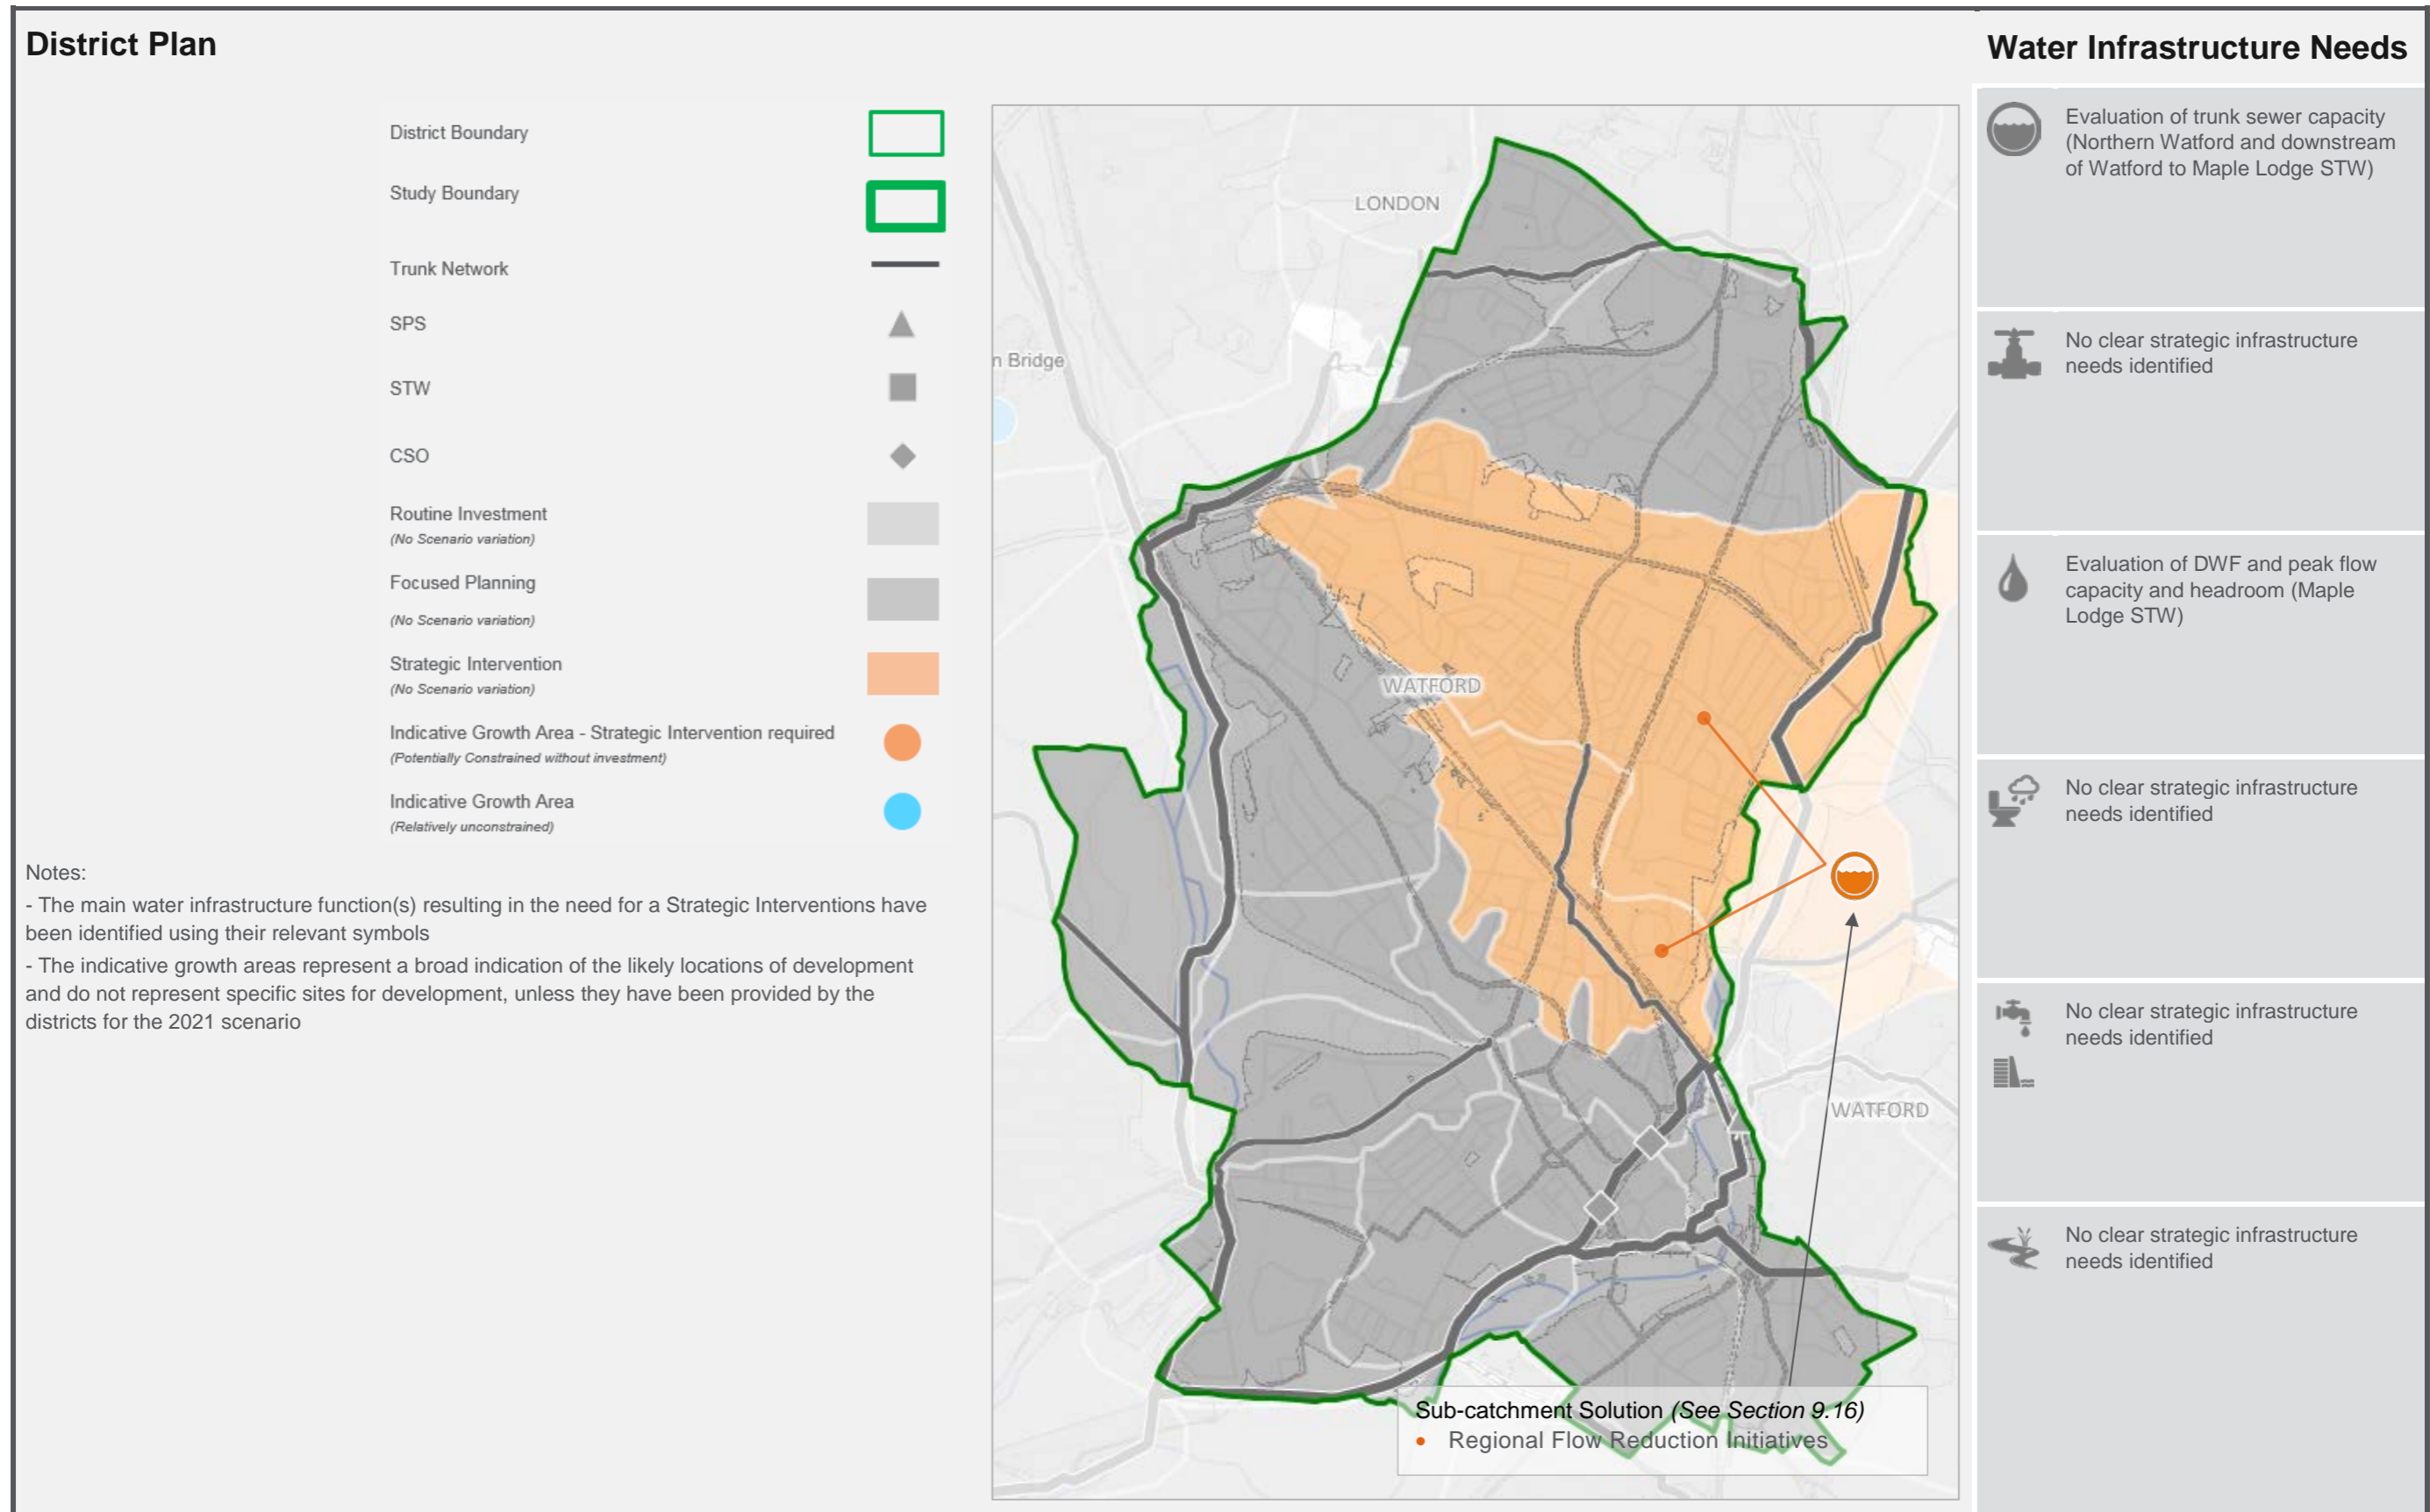 District Plan
District Boundary
Study Boundary
Trunk Network
SPS
STW
CSO
Routine Investment
(No Scenario variation)
Focused Planning
(No Scenario variation)
Strategic Intervention
(No Scenario variation)
Indicative Growth Area - Strategic Intervention required
(Potentially Constrained without investment)
Indicative Growth Area
(Relatively unconstrained)
Notes:
- The main water infrastructure function(s) resulting in the need for a Strategic Interventions have
been identified using their relevant symbols
- The indicative growth areas represent a broad indication of the likely locations of development
and do not represent specific sites for development, unless they have been provided by the
districts for the 2021 scenario
LONDON
n Bridge
WATFORD
WATFORD
Sub-catchment Solution (See Section 9.16)
• Regional Flow Reduction Initiatives
Water Infrastructure Needs
Evaluation of trunk sewer capacity
(Northern Watford and downstream
of Watford to Maple Lodge STW)
No clear strategic infrastructure
needs identified
Evaluation of DWF and peak flow
capacity and headroom (Maple
Lodge STW)
No clear strategic infrastructure
needs identified
No clear strategic infrastructure
needs identified
No clear strategic infrastructure
needs identified